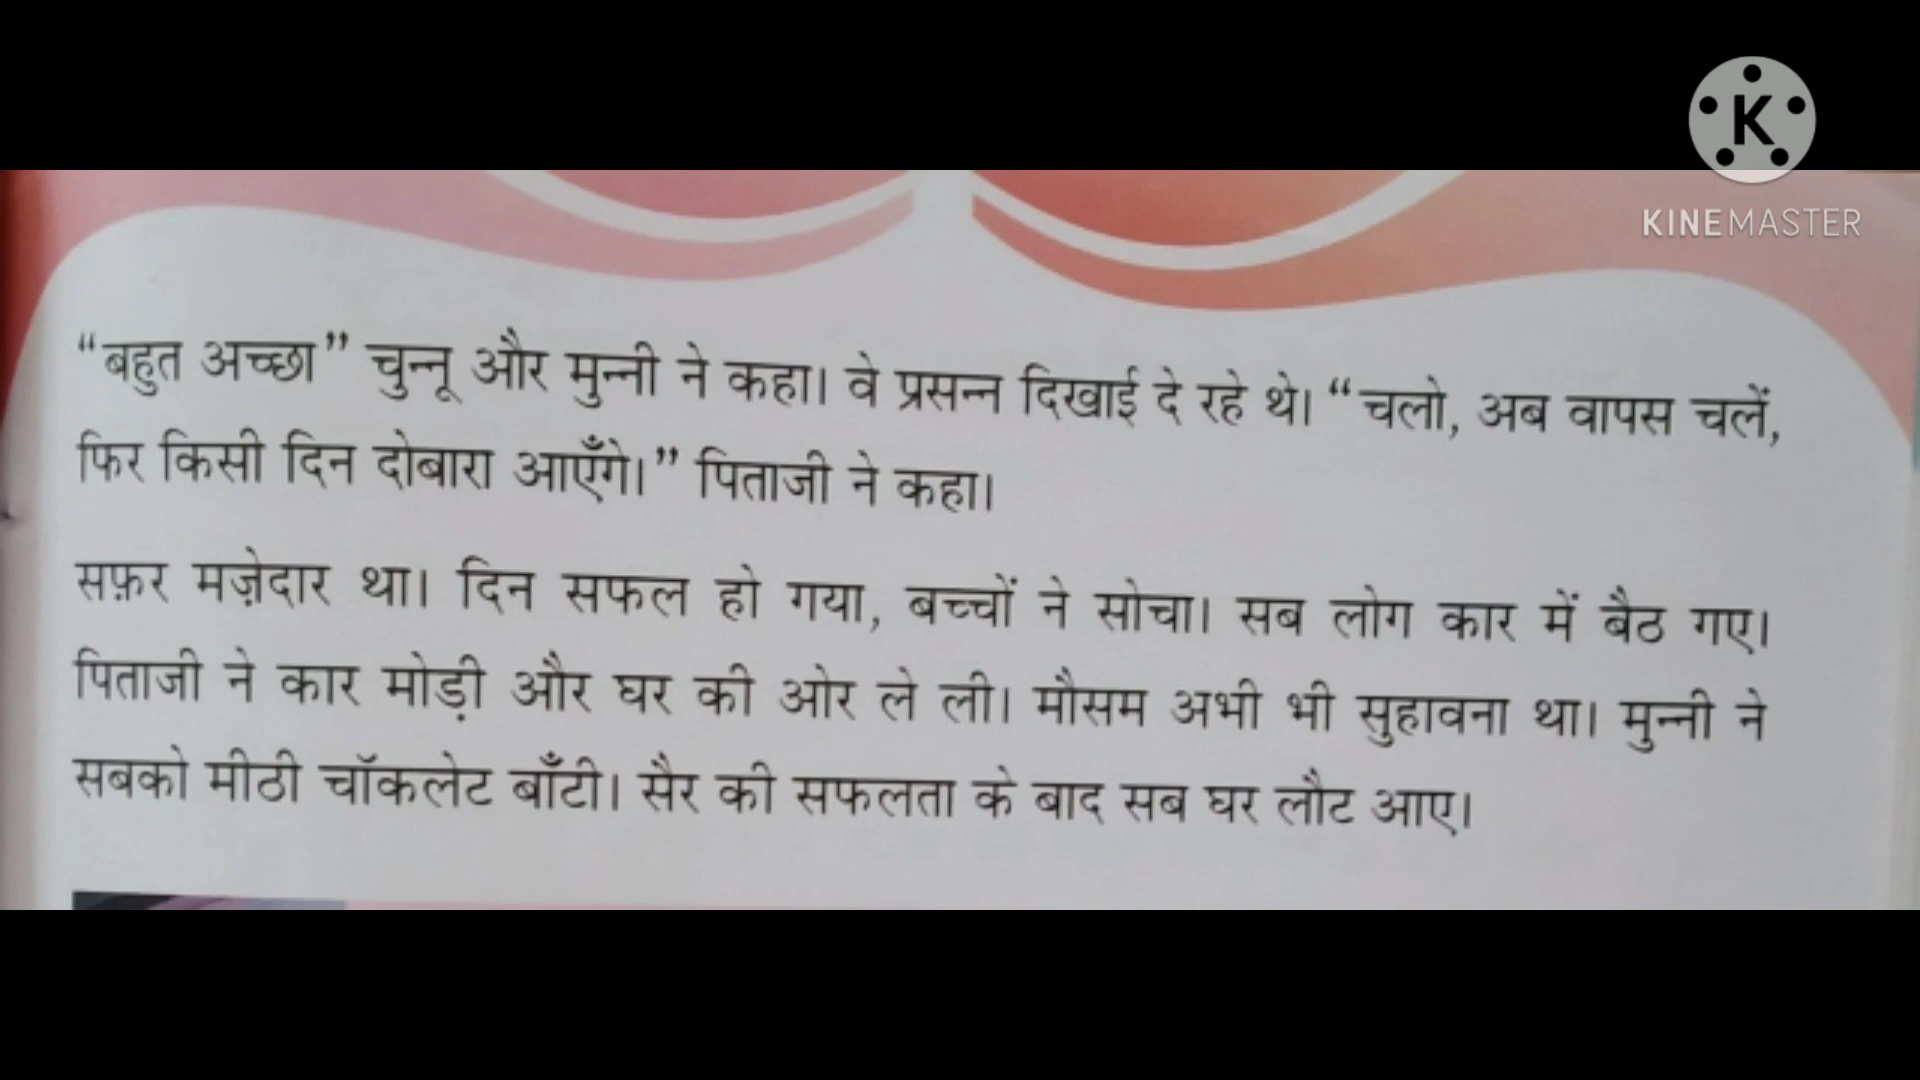 K
KINEMASTER
“बहुत अच्छा” चुन्नू और मुन्नी ने कहा। वे प्रसन्न दिखाई दे रहे थे। “चलो, अब वापस चलें,
फिर किसी दिन दोबारा आएँगे।” पिताजी ने कहा।
सफ़र मज़ेदार था। दिन सफल हो गया, बच्चों ने सोचा। सब लोग कार में बैठ गए।
पिताजी ने कार मोड़ी और घर की ओर ले ली। मौसम अभी भी सुहावना था। मुन्नी ने
सबको मीठी चॉकलेट बाँटी। सैर की सफलता के बाद सब घर लौट आए।